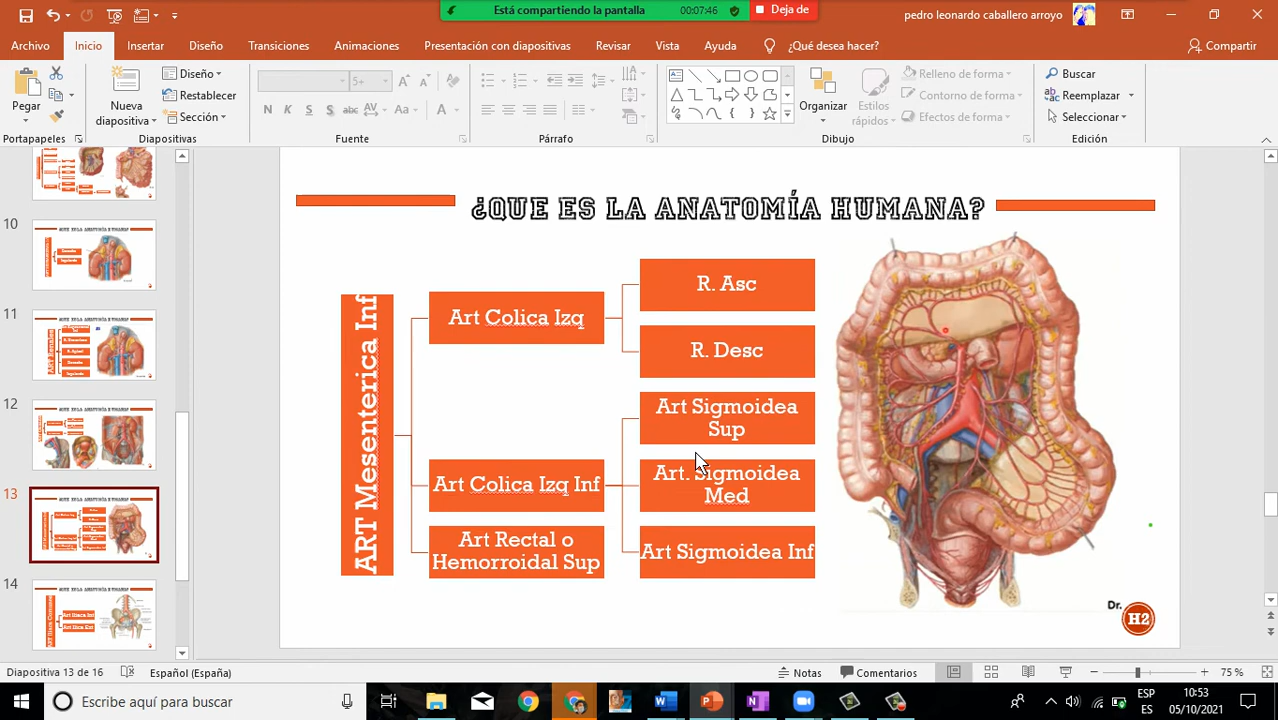 Está compartiendo la pantalla
00:07:46
Deja de
pedro leonardo caballero arroyo
Archivo
Inicio
Insertar
Diseño
Transiciones
Animaciones
Presentación con diapositivas
Revisar
Vista
Ayuda
¿Qué desea hacer?
Compartir
Pegar
Nueva
diapositiva
Diseño
Restablecer
Sección
5+
N K S S abc AV Aa A
Organizar
Estilos
rápidos
Relleno de forma
Contorno de forma
Efectos de forma
Buscar
Reemplazar
Seleccionar
Portapapeles
Diapositivas
Fuente
Párrafo
Dibujo
Edición
10
11
12
13
14
¿QUE ES LA ANATOMÍA HUMANA?
ART Mesenterica Inf
Art Colica Izq
Art Colica Izq Inf
Art Rectal o
Hemorroidal Sup
R. Asc
R. Desc
Art Sigmoidea
Sup
Art. Sigmoidea
Med
Art Sigmoidea Inf
Dr.
H2
Diapositiva 13 de 16
Español (España)
Notas
Comentarios
75 %
Escribe aquí para buscar
ESP
ES
10:53
05/10/2021